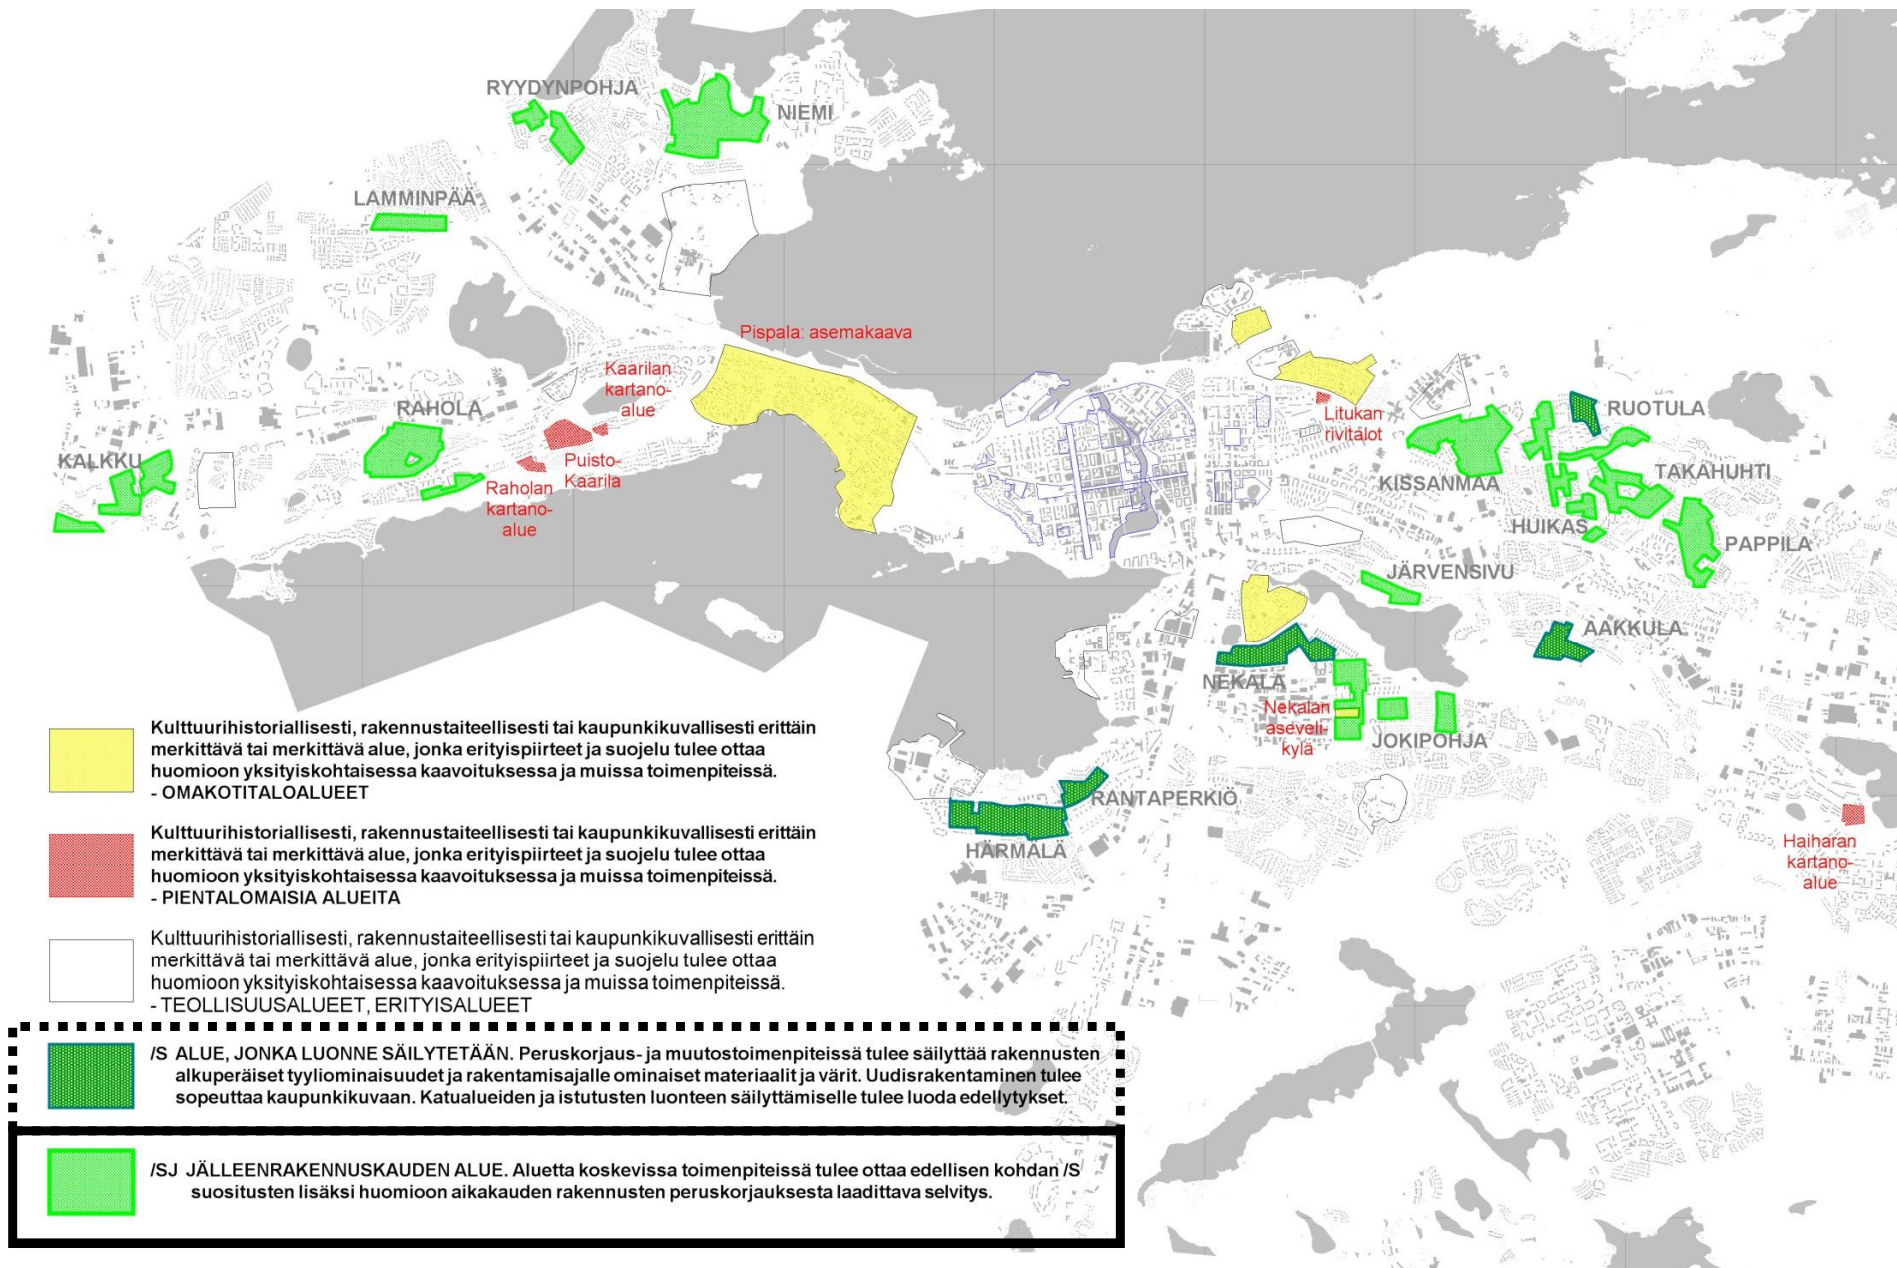 RYYDYNPOHJA
NIEMI
LAMMINPÄÄ
Pispala: asemakaava
Kaarilan
kartano-
alue
RAHOLA
Litukan
rivitalot
RUOTULA
KALKKU
Puisto-
Kaarila
Raholan
kartano-
alue
KISSANMAA
TAKAHUHTI
HUIKAS
PAPPILA
JÄRVENSIVU
AAKKULA
NEKALA
Nekalan
aseveli-
kylä
JOKIPOHJA
RANTAPERKIÖ
HÄRMÄLÄ
Haiharan
kartano-
alue
Kulttuurihistoriallisesti, rakennustaiteellisesti tai kaupunkikuvallisesti erittäin
merkittävä tai merkittävä alue, jonka erityispiirteet ja suojelu tulee ottaa
huomioon yksityiskohtaisessa kaavoituksessa ja muissa toimenpiteissä.
- OMAKOTITALOALUEET
Kulttuurihistoriallisesti, rakennustaiteellisesti tai kaupunkikuvallisesti erittäin
merkittävä tai merkittävä alue, jonka erityispiirteet ja suojelu tulee ottaa
huomioon yksityiskohtaisessa kaavoituksessa ja muissa toimenpiteissä.
- PIENTALOMAISIA ALUEITA
Kulttuurihistoriallisesti, rakennustaiteellisesti tai kaupunkikuvallisesti erittäin
merkittävä tai merkittävä alue, jonka erityispiirteet ja suojelu tulee ottaa
huomioon yksityiskohtaisessa kaavoituksessa ja muissa toimenpiteissä.
- TEOLLISUUSALUEET, ERITYISALUEET
/S ALUE, JONKA LUONNE SÄILYTETÄÄN. Peruskorjaus- ja muutostoimenpiteissä tulee säilyttää rakennusten
alkuperäiset tyyliominaisuudet ja rakentamisajalle ominaiset materiaalit ja värit. Uudisrakentaminen tulee
sopeuttaa kaupunkikuvaan. Katualueiden ja istutusten luonteen säilyttämiselle tulee luoda edellytykset.
/SJ JÄLLEENRAKENNUSKAUDEN ALUE. Aluetta koskevissa toimenpiteissä tulee ottaa edellisen kohdan /S
suositusten lisäksi huomioon aikakauden rakennusten peruskorjauksesta laadittava selvitys.